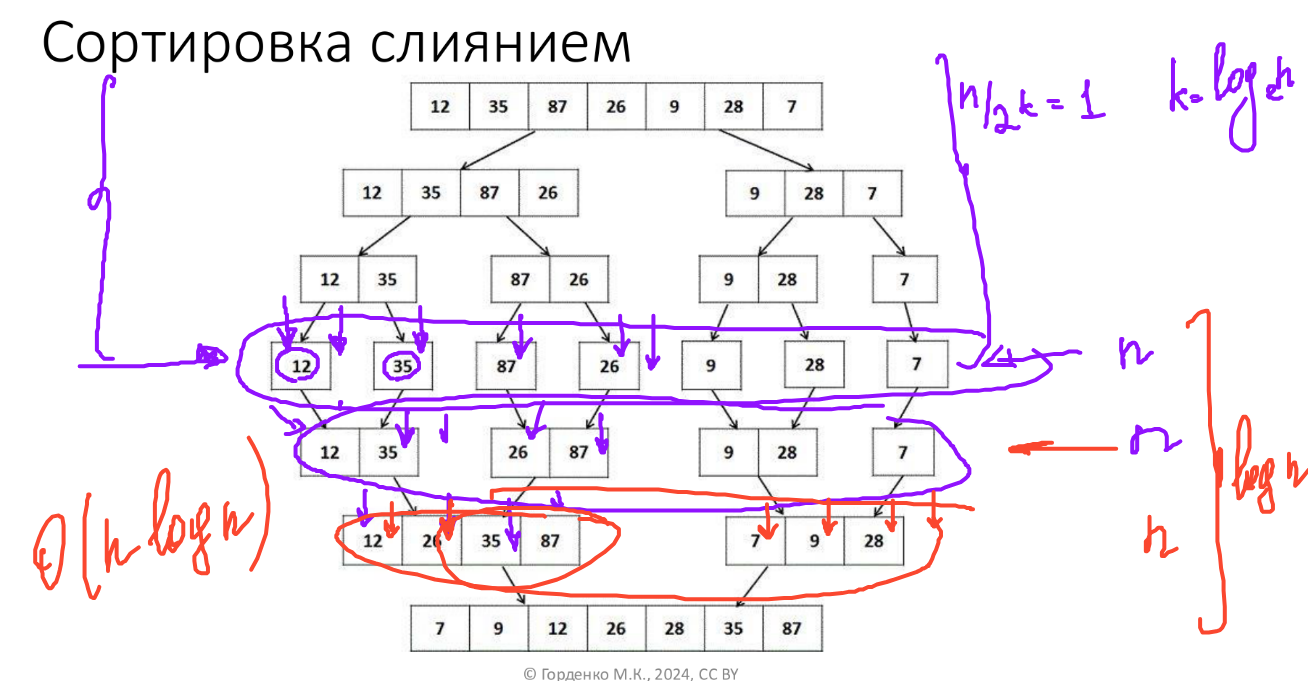 Сортировка слиянием
n/2k = 1 k = log e n
12 35 87 26 9 28 7
12 35 87 26 9 28 7
12 35 87 26 9 28 7
12 35 87 26 9 28 7 n
12 35 26 87 9 28 7 n
log n
O(n log n)
12 26 35 87 7 9 28 n
7 9 12 26 28 35 87
© Горденко М.К., 2024, CC BY